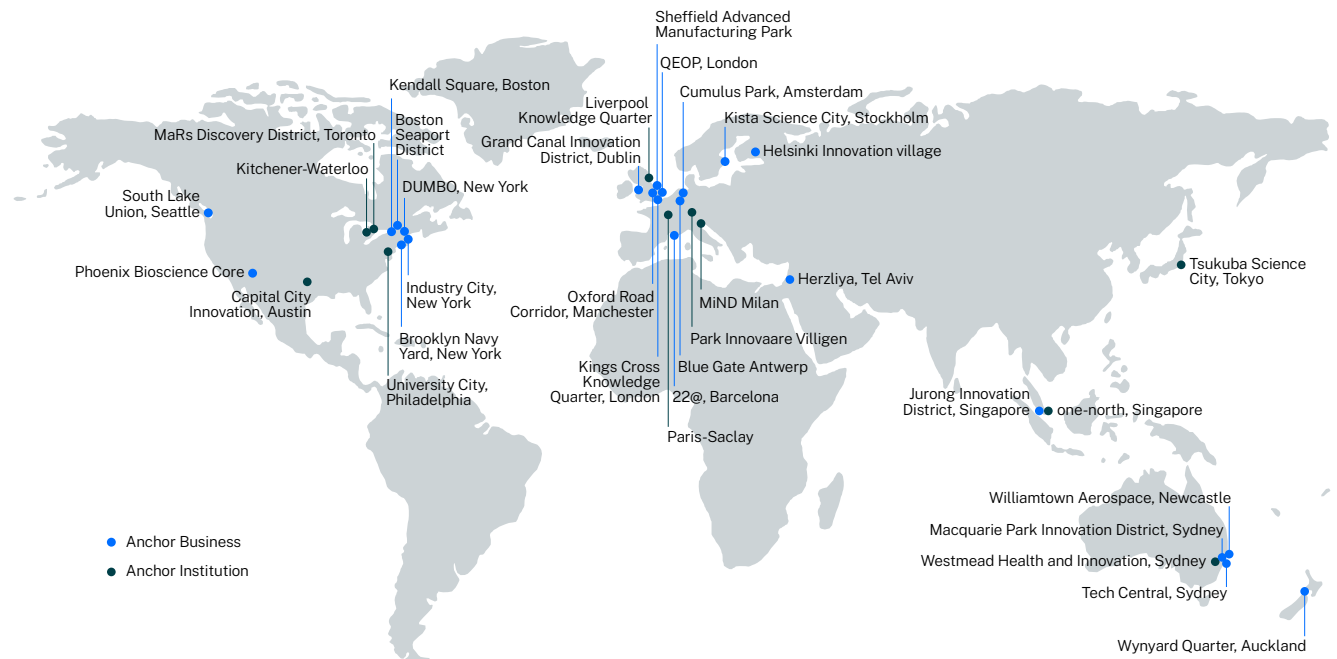 Sheffield Advanced
Manufacturing Park
QEOP, London
Kendall Square, Boston
Cumulus Park, Amsterdam
Liverpool
Knowledge Quarter
Boston
Seaport
District
Kista Science City, Stockholm
MaRs Discovery District, Toronto
Grand Canal Innovation
District, Dublin
Helsinki Innovation village
Kitchener-Waterloo
DUMBO, New York
South Lake
Union, Seattle
Phoenix Bioscience Core
Capital City
Innovation, Austin
Industry City,
New York
Brooklyn Navy
Yard, New York
University City,
Philadelphia
Oxford Road
Corridor, Manchester
MiND Milan
Park Innovaare Villigen
Kings Cross
Knowledge
Quarter, London
Blue Gate Antwerp
22@, Barcelona
Paris-Saclay
Herzliya, Tel Aviv
Tsukuba Science
City, Tokyo
Jurong Innovation
District, Singapore
one-north, Singapore
Williamtown Aerospace, Newcastle
Macquarie Park Innovation District, Sydney
Westmead Health and Innovation, Sydney
Tech Central, Sydney
Wynyard Quarter, Auckland
Anchor Business
Anchor Institution